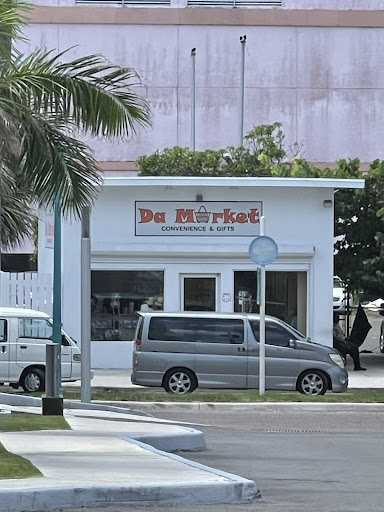 Da Market
CONVENIENCE & GIFTS